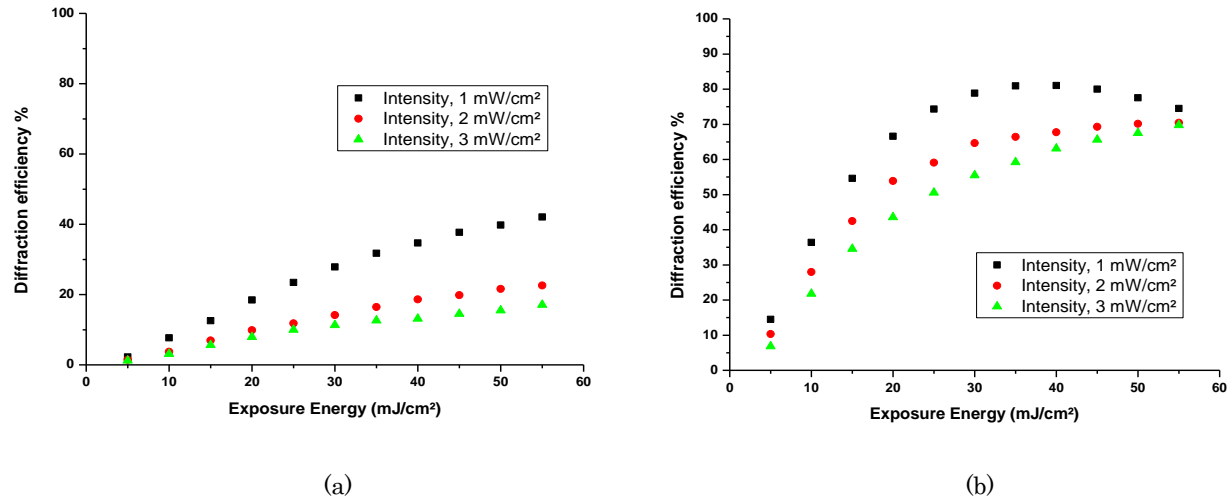 100
80
60
40
20
0
Diffraction efficiency %
Intensity, 1 mW/cm²
Intensity, 2 mW/cm²
Intensity, 3 mW/cm²
0 10 20 30 40 50 60
Exposure Energy (mJ/cm²)
(a)
100
90
80
70
60
50
40
30
20
10
0
Diffraction efficiency %
Intensity, 1 mW/cm²
Intensity, 2 mW/cm²
Intensity, 3 mW/cm²
0 10 20 30 40 50 60
Exposure Energy (mJ/cm²)
(b)